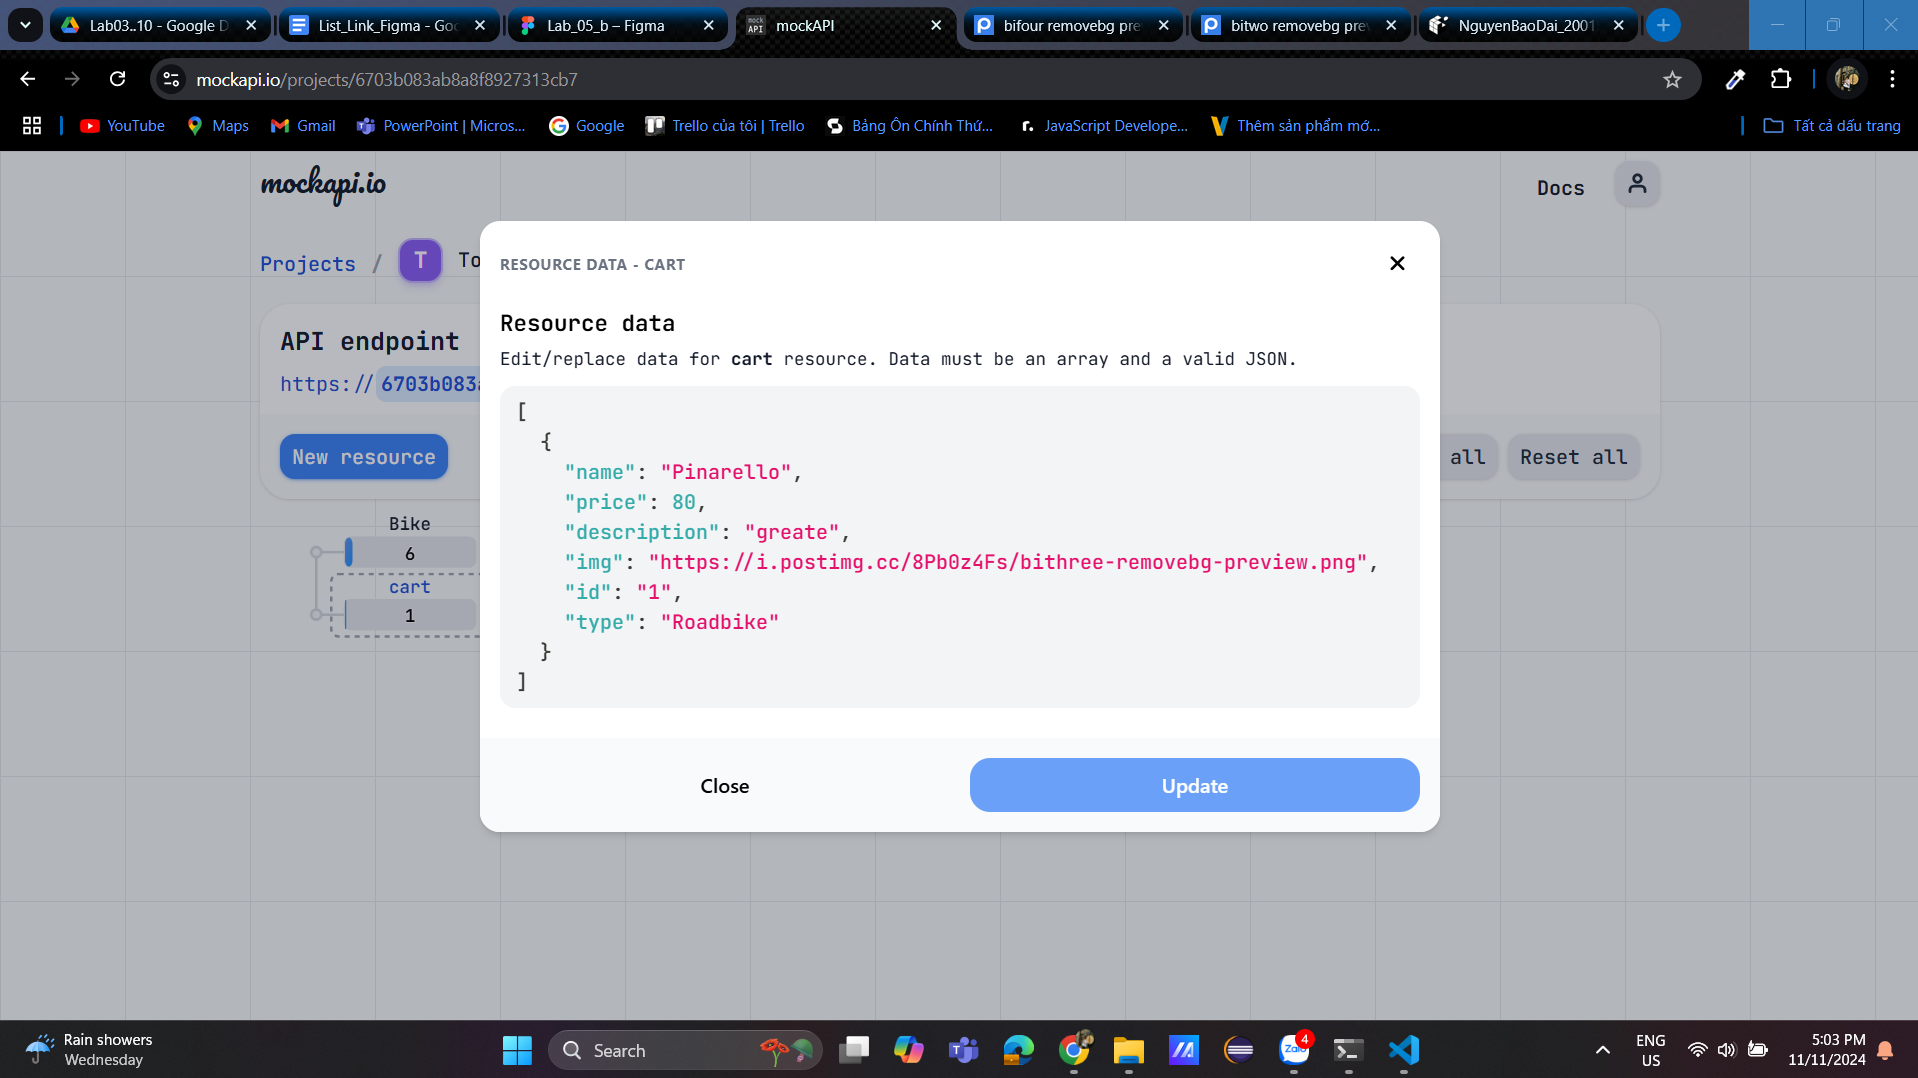 Lab03..10 - Google D
List_Link_Figma - Goo
Lab_05_b – Figma
mockAPI
bifour removebg pre
bitwo removebg prev
NguyenBaoDai_2001
mockapi.io/projects/6703b083ab8a8f8927313cb7
YouTube
Maps
Gmail
PowerPoint | Micros...
Google
Trello của tôi | Trello
Bảng Ôn Chính Thứ...
JavaScript Develope...
Thêm sản phẩm mớ...
Tất cả dấu trang
mockapi.io
Docs
Projects / T To
RESOURCE DATA - CART
API endpoint
https://6703b083a
New resource
all
Reset all
Bike
6
cart
1
Resource data
Edit/replace data for cart resource. Data must be an array and a valid JSON.
[
{
"name": "Pinarello",
"price": 80,
"description": "greate",
"img": "https://i.postimg.cc/8Pb0z4Fs/bithree-removebg-preview.png",
"id": "1",
"type": "Roadbike"
}
]
Close
Update
Rain showers
Wednesday
Search
Zalo
4
ENG
US
5:03 PM
11/11/2024